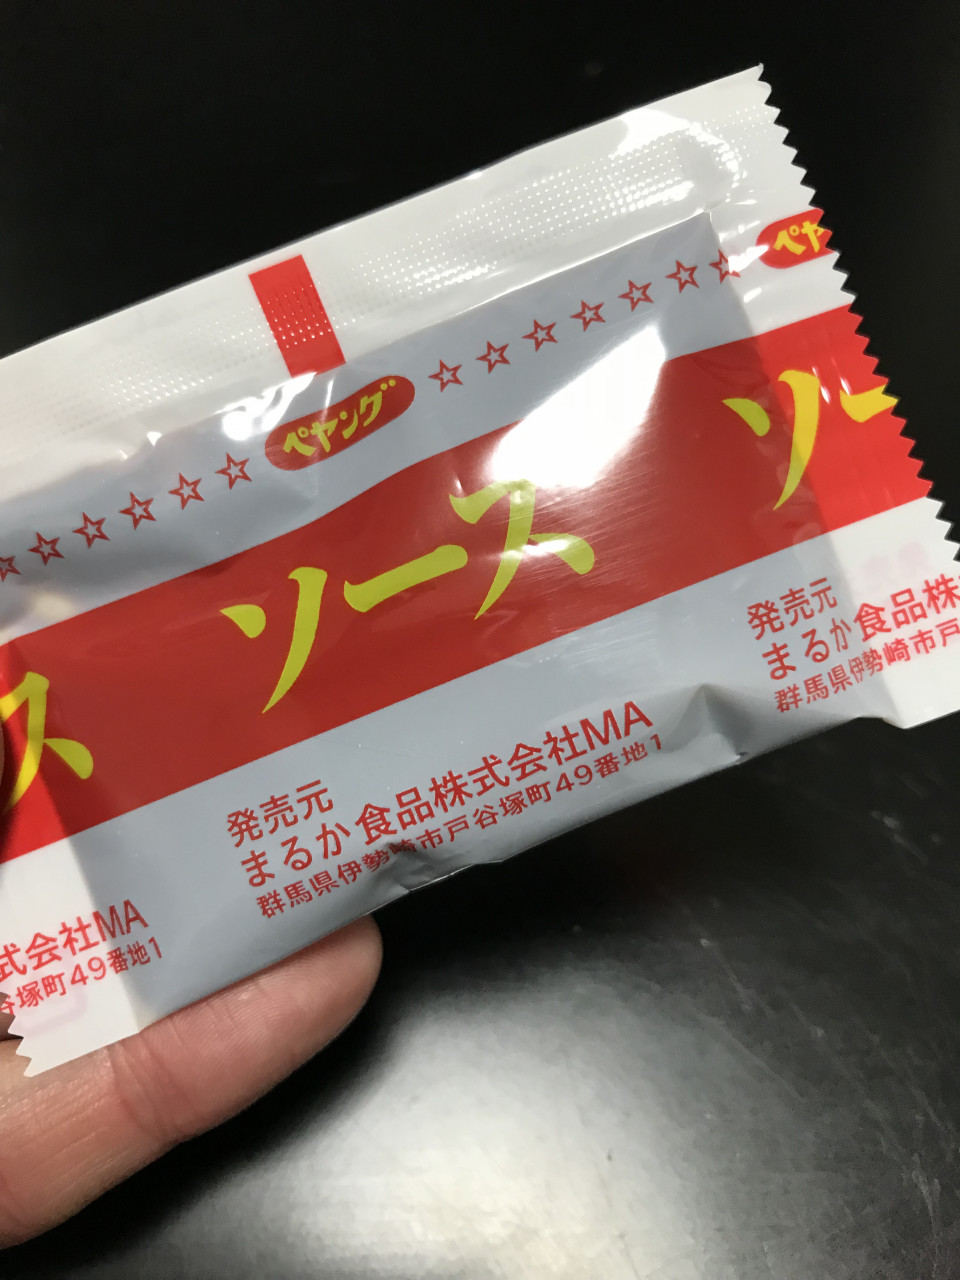 ペヤング
ペヤ
☆☆☆☆☆☆☆
ソース
ソー
ス
発売元
まるか食品株式会社MA
群馬県伊勢崎市戸谷塚町49番地1
発売元
まるか食品株
群馬県伊勢崎市戸
式会社MA
谷塚町49番地1